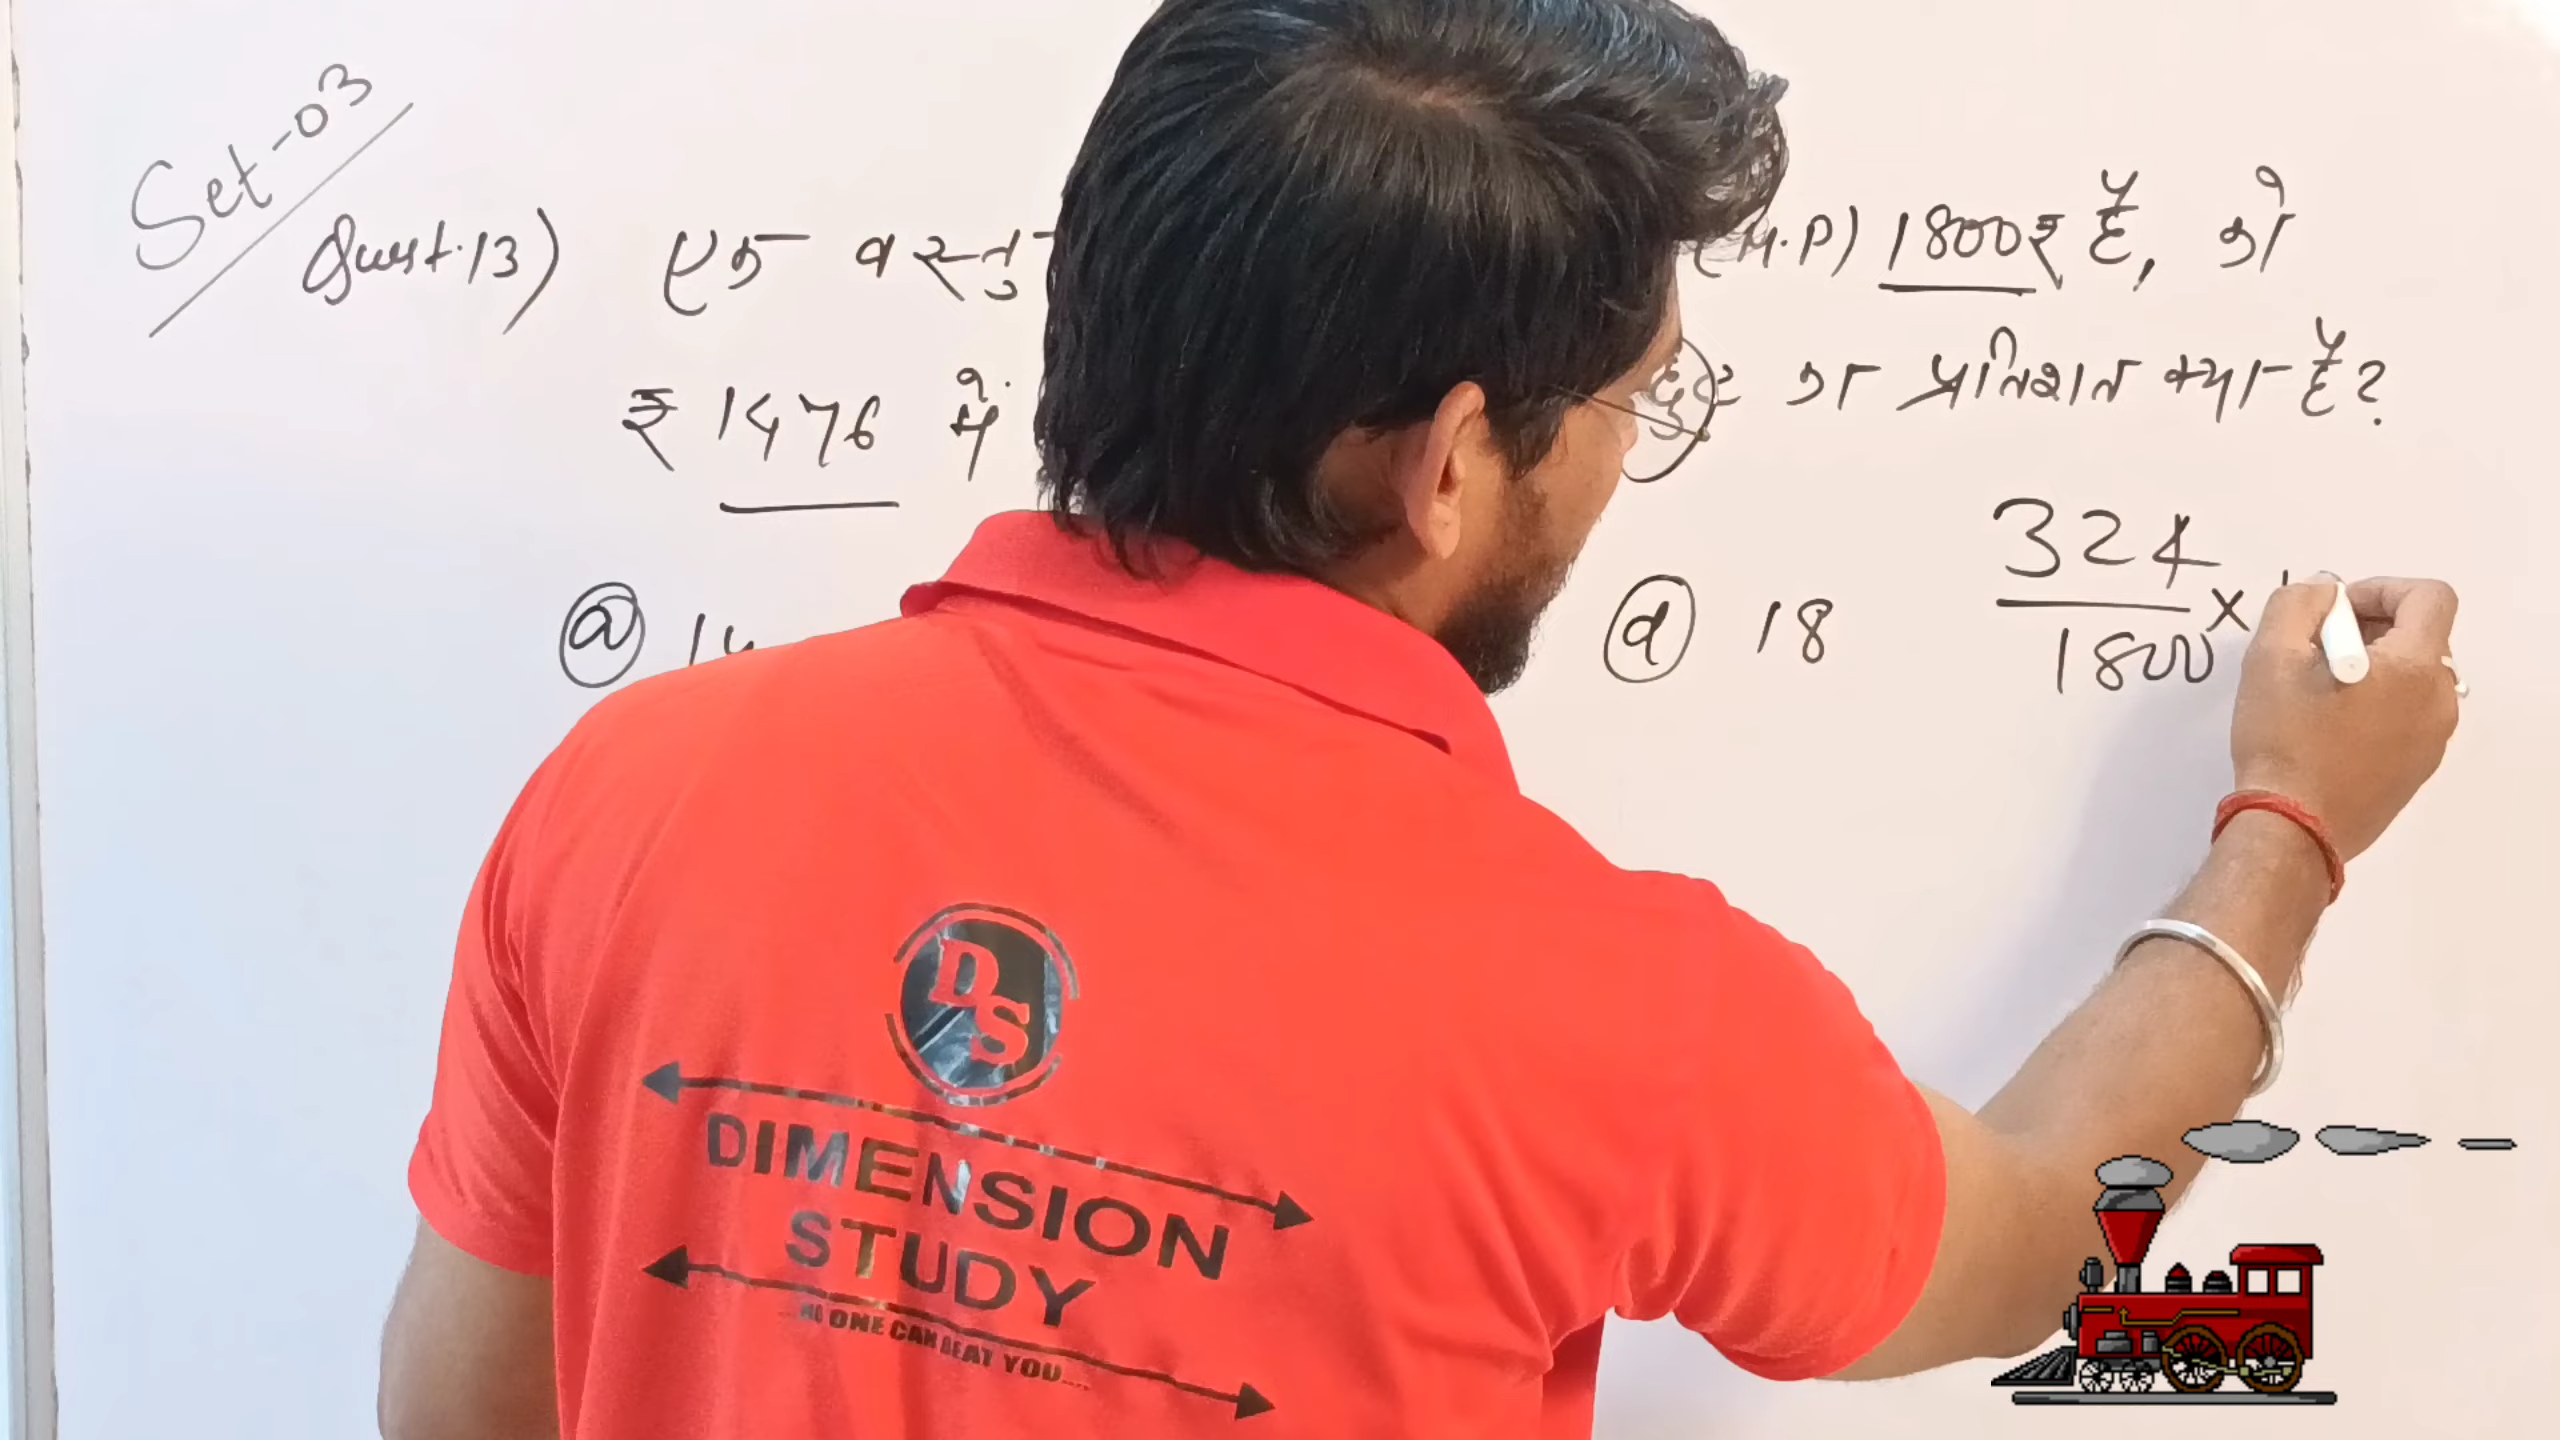 Set-03
Quest.13) एक वस्तु (M.P) 1800₹ है, जो
₹ 1476 में छुट का प्रतिशत क्या है?
(a) 14 (d) 18
324
1800 ×
DS
DIMENSION
STUDY
ONE CAN BEAT YOU....